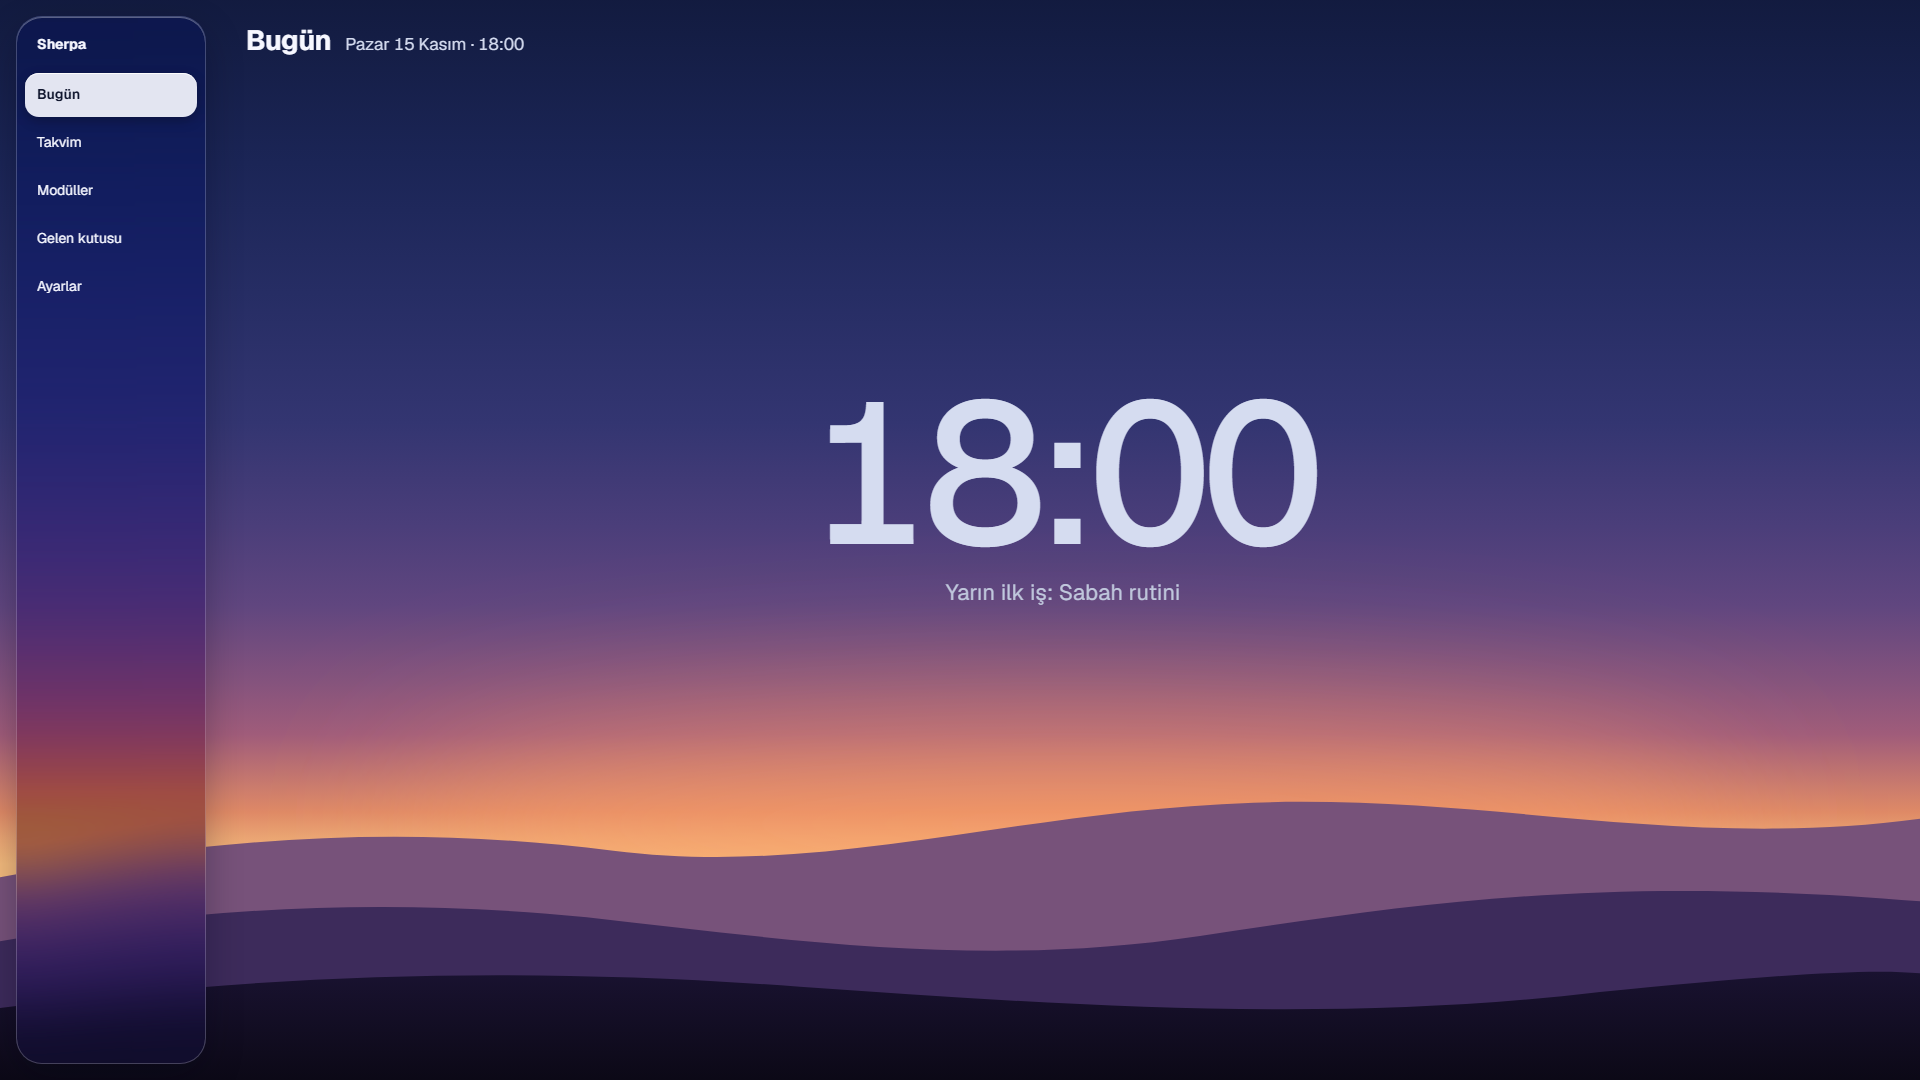 Sherpa
Bugün
Takvim
Modüller
Gelen kutusu
Ayarlar
Bugün Pazar 15 Kasım · 18:00
18:00
Yarın ilk iş: Sabah rutini